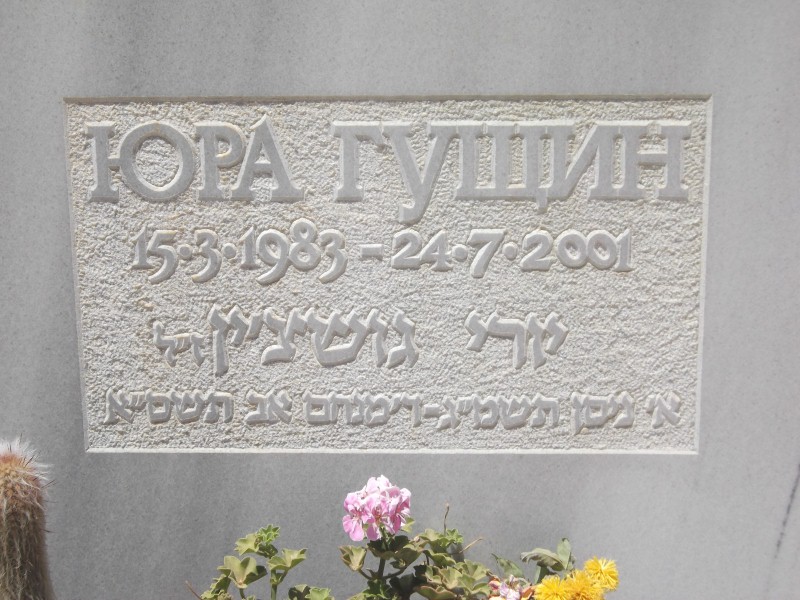 ЮРА ГУЩИН
15·3·1983 – 24·7·2001
יורי גושצ'ין ז"ל
א' ניסן תשמ"ג-ד'מנחם אב תשס"א